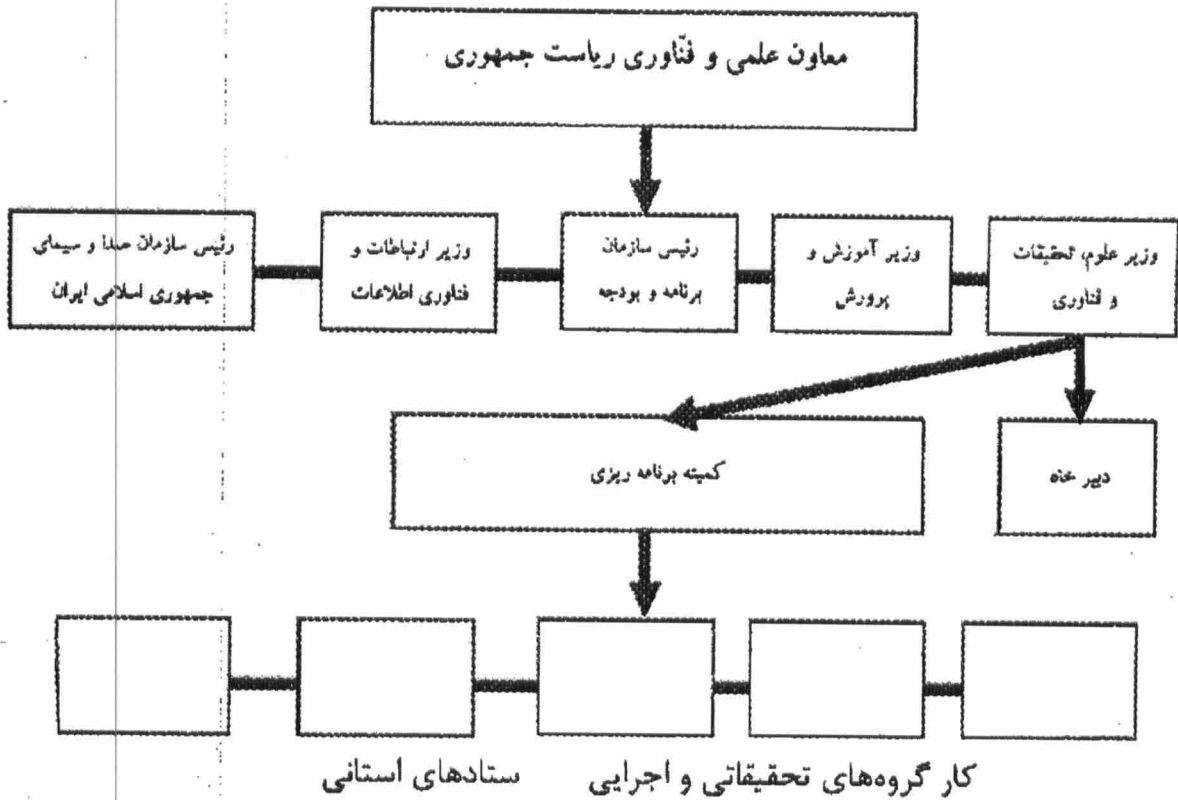 معاون علمی و فنّاوری ریاست جمهوری
وزیر علوم، تحقیقات
و فناوری
وزیر آموزش و
پرورش
رئیس سازمان
برنامه و بودجه
وزیر ارتباطات و
فناوری اطلاعات
رئیس سازمان صدا و سیمای
جمهوری اسلامی ایران
کمیته برنامه ریزی
دبیر خانه
کار گروه‌های تحقیقاتی و اجرایی
ستادهای استانی